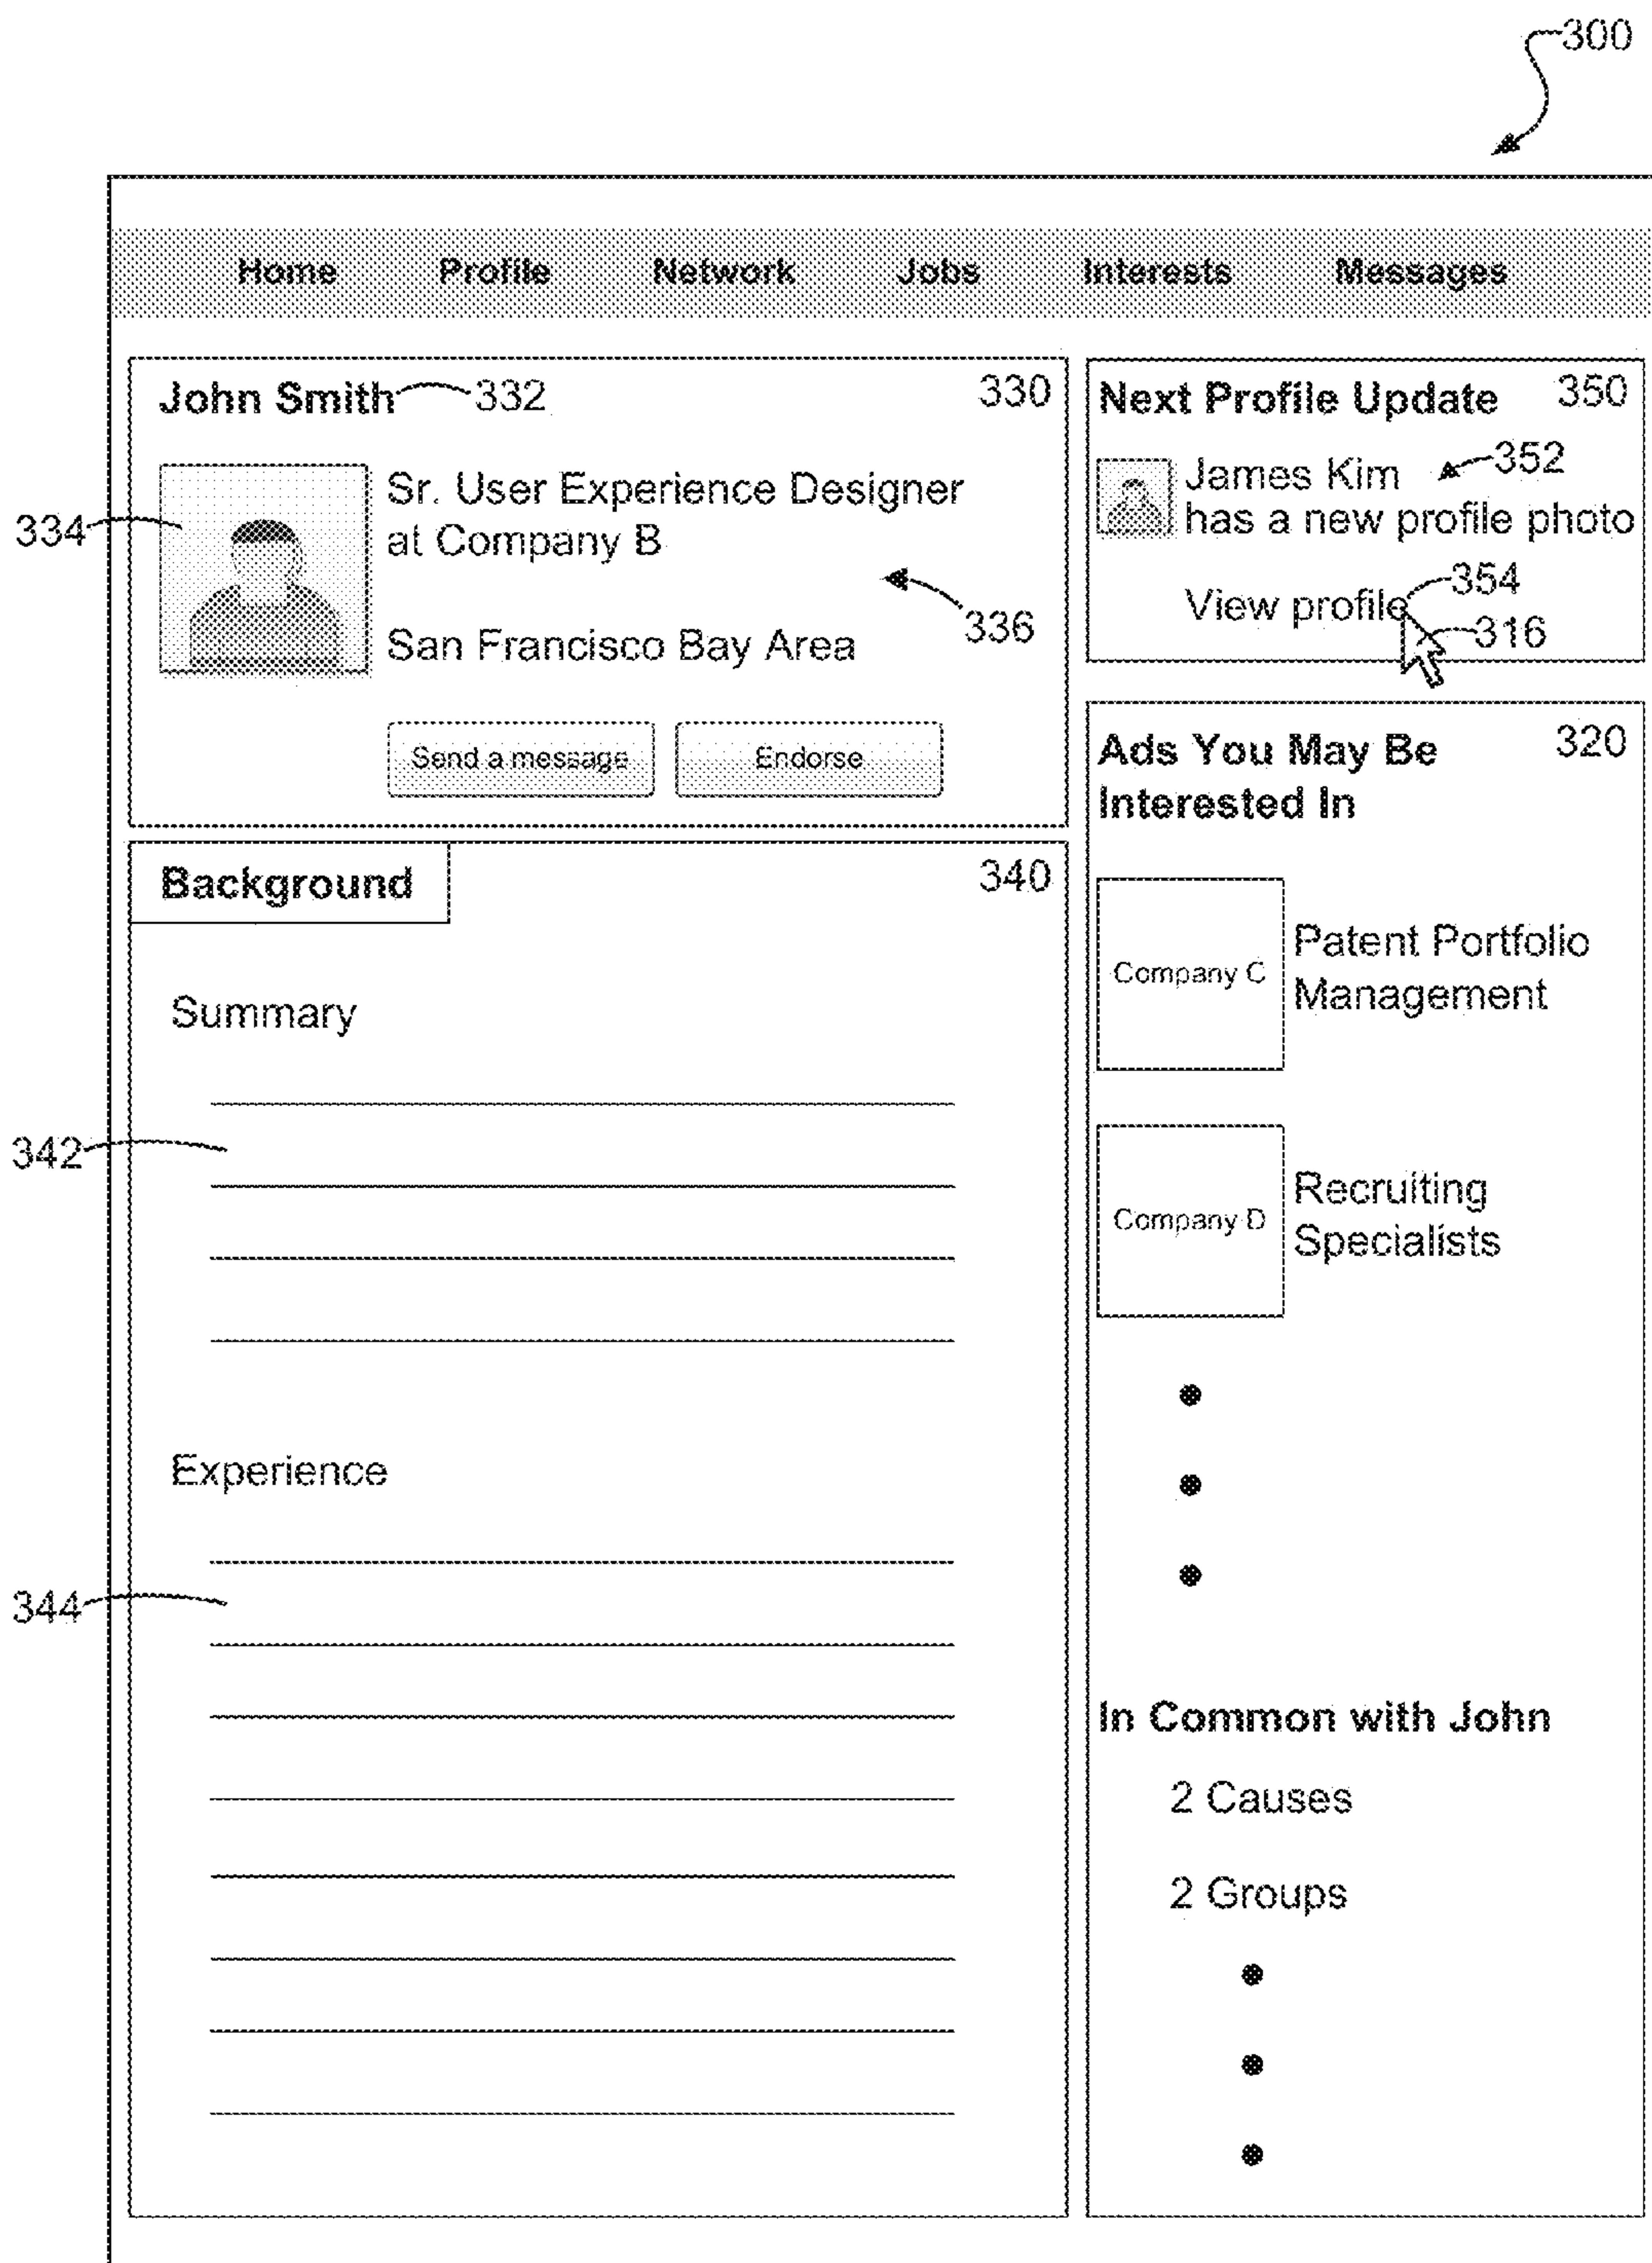 300
Home Profile Network Jobs Interests Messages
John Smith 332 330
334
Sr. User Experience Designer
at Company B
336
San Francisco Bay Area
Send a message Endorse
Next Profile Update 350
James Kim 352
has a new profile photo
View profile 354
316
Background 340
Summary
342
Experience
344
Ads You May Be 320
Interested In
Company C
Patent Portfolio
Management
Company D
Recruiting
Specialists
In Common with John
2 Causes
2 Groups